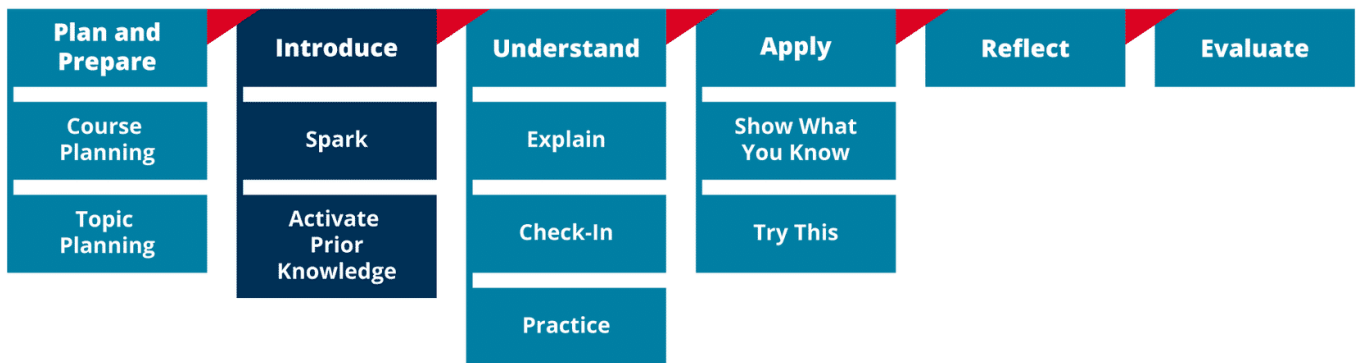 Plan and
Prepare
Course
Planning
Topic
Planning
Introduce
Spark
Activate
Prior
Knowledge
Understand
Explain
Check-In
Practice
Apply
Show What
You Know
Try This
Reflect
Evaluate